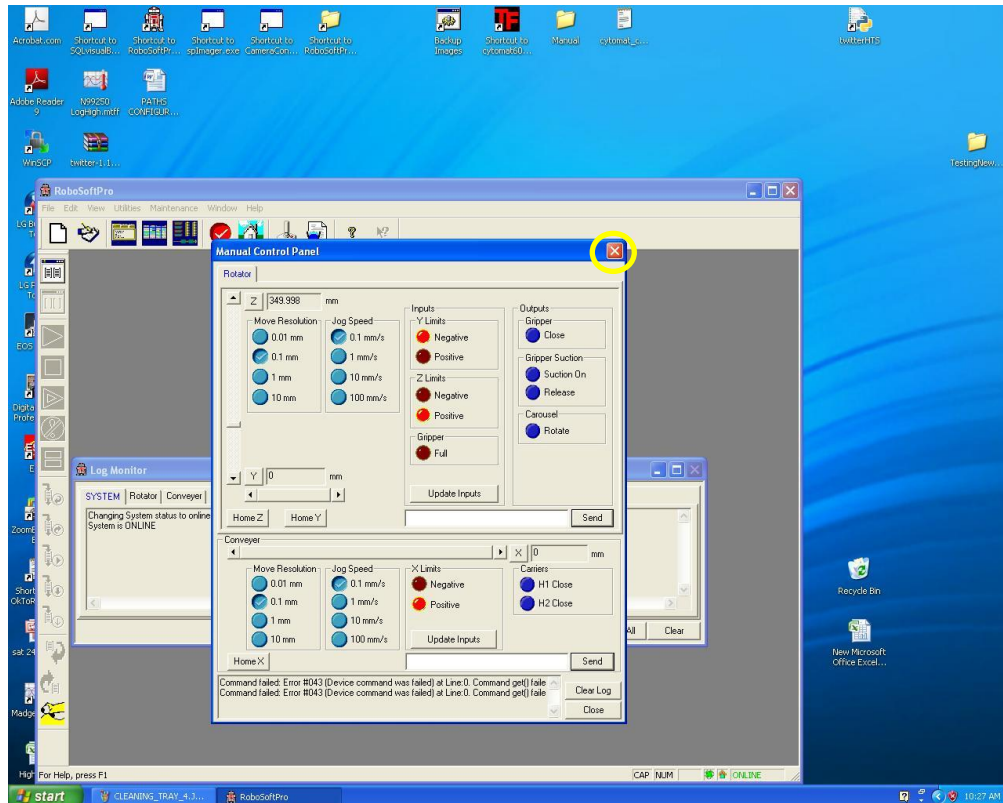 Acrobat.com
Shortcut to SQLvisualB...
Shortcut to RoboSoftPr...
Shortcut to spImager.exe
Shortcut to CameraCon...
Shortcut to RoboSoftPr...
Backup Images
Shortcut to cytomat60...
Manual
cytomat_c...
twitterHTS
Adobe Reader 9
N99250 LogHigh.mtff
PATHS CONFIGUR...
WinSCP
twitter-1.1...
TestingNew...
RoboSoftPro
File Edit View Utilities Maintenance Window Help
Manual Control Panel
Rotator
Z 349.998 mm
Move Resolution
0.01 mm
0.1 mm
1 mm
10 mm
Jog Speed
0.1 mm/s
1 mm/s
10 mm/s
100 mm/s
Inputs
Y Limits
Negative
Positive
Z Limits
Negative
Positive
Gripper
Full
Update Inputs
Outputs
Gripper
Close
Gripper Suction
Suction On
Release
Carousel
Rotate
Y 0 mm
Home Z Home Y
Send
Conveyer
X 0 mm
Move Resolution
0.01 mm
0.1 mm
1 mm
10 mm
Jog Speed
0.1 mm/s
1 mm/s
10 mm/s
100 mm/s
X Limits
Negative
Positive
Update Inputs
Carriers
H1 Close
H2 Close
Home X
Send
Command failed: Error #043 (Device command was failed) at Line:0. Command get() faile
Command failed: Error #043 (Device command was failed) at Line:0. Command get() faile
Clear Log
Close
Log Monitor
SYSTEM Rotator Conveyer
Changing System status to online
System is ONLINE
All Clear
Recycle Bin
New Microsoft Office Excel...
For Help, press F1
CAP NUM ONLINE
start
CLEANING_TRAY_4.3...
RoboSoftPro
10:27 AM